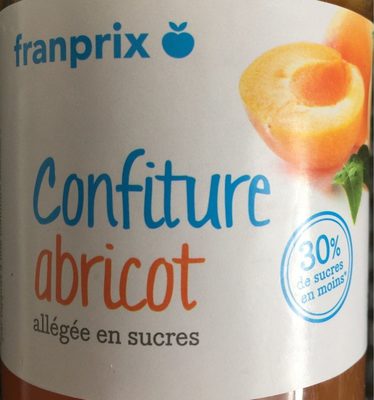 franprix
Confiture
abricot
allégée en sucres
30%
de sucres
en moins*